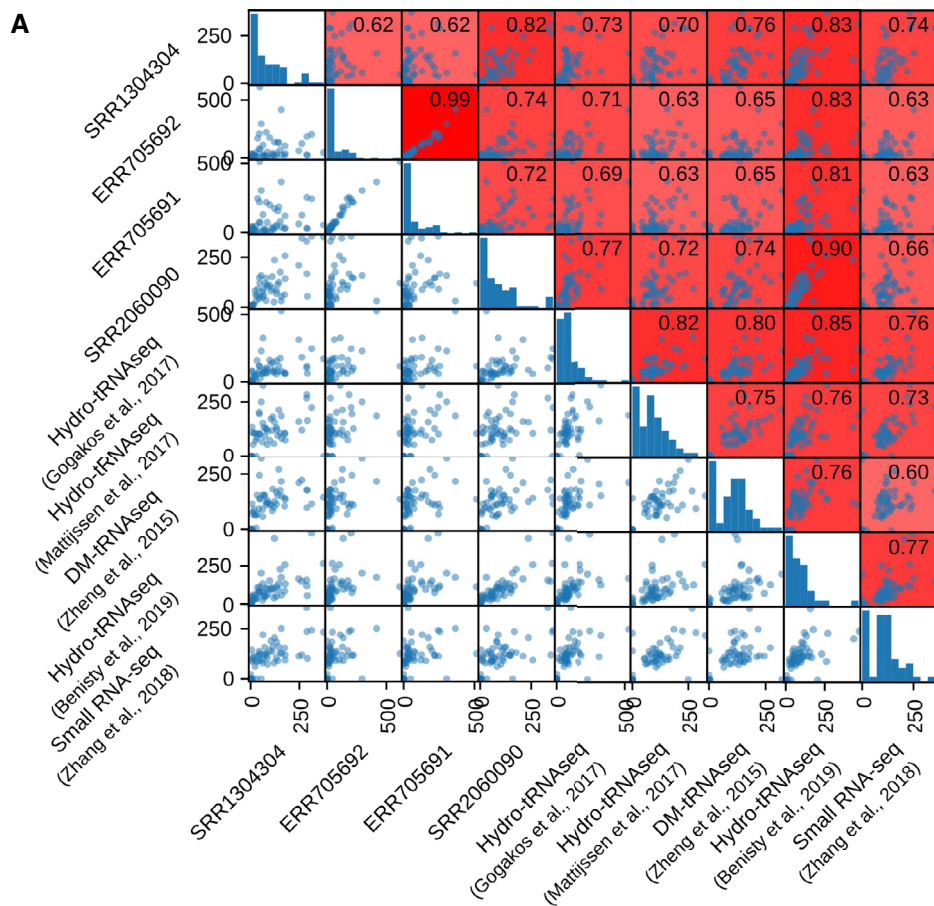 A
250 0.62 0.62 0.82 0.73 0.70 0.76 0.83 0.74
0
SRR1304304
500 0.99 0.74 0.71 0.63 0.65 0.83 0.63
0
ERR705692
500 0.72 0.69 0.63 0.65 0.81 0.63
0
ERR705691
250 0.77 0.72 0.74 0.90 0.66
0
SRR2060090
500 0.82 0.80 0.85 0.76
0
Hydro-tRNAseq
(Gogakos et al., 2017)
250 0.75 0.76 0.73
0
Hydro-tRNAseq
(Mattijssen et al., 2017)
250 0.76 0.60
0
DM-tRNAseq
(Zheng et al., 2015)
250 0.77
0
Hydro-tRNAseq
(Benisty et al., 2019)
250
0
Small RNA-seq
(Zhang et al., 2018)
0 250 0 500 0 500 0 250 0 500 0 250 0 250 0 250 0 250
SRR1304304
ERR705692
ERR705691
SRR2060090
Hydro-tRNAseq
(Gogakos et al., 2017)
Hydro-tRNAseq
(Mattijssen et al., 2017)
DM-tRNAseq
(Zheng et al., 2015)
Hydro-tRNAseq
(Benisty et al., 2019)
Small RNA-seq
(Zhang et al., 2018)